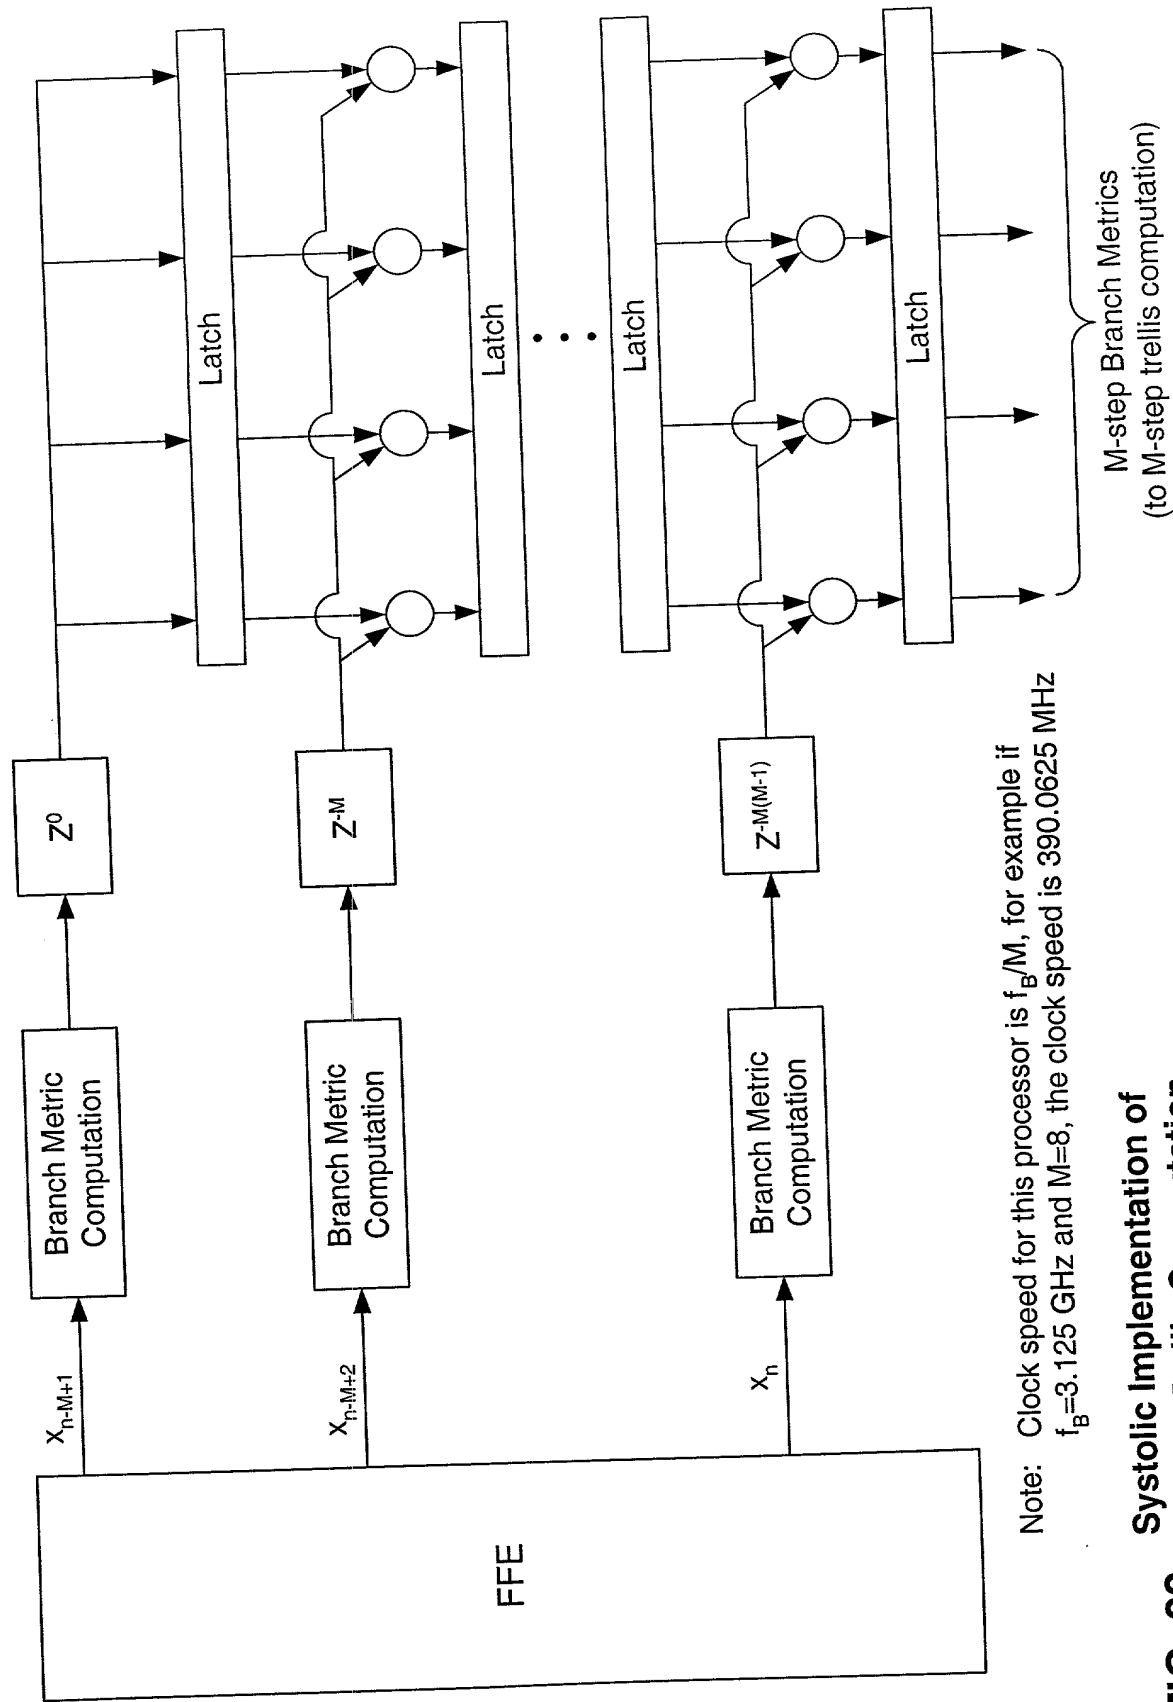 FFE
x_{n-M+1}
x_{n-M+2}
x_n
Branch Metric
Computation
Branch Metric
Computation
Branch Metric
Computation
Z^0
Z^{-M}
Z^{-M(M-1)}
Latch
Latch
Latch
Latch
M-step Branch Metrics
(to M-step trellis computation)
Note: Clock speed for this processor is f_B/M, for example if
f_B=3.125 GHz and M=8, the clock speed is 390.0625 MHz
Systolic Implementation of